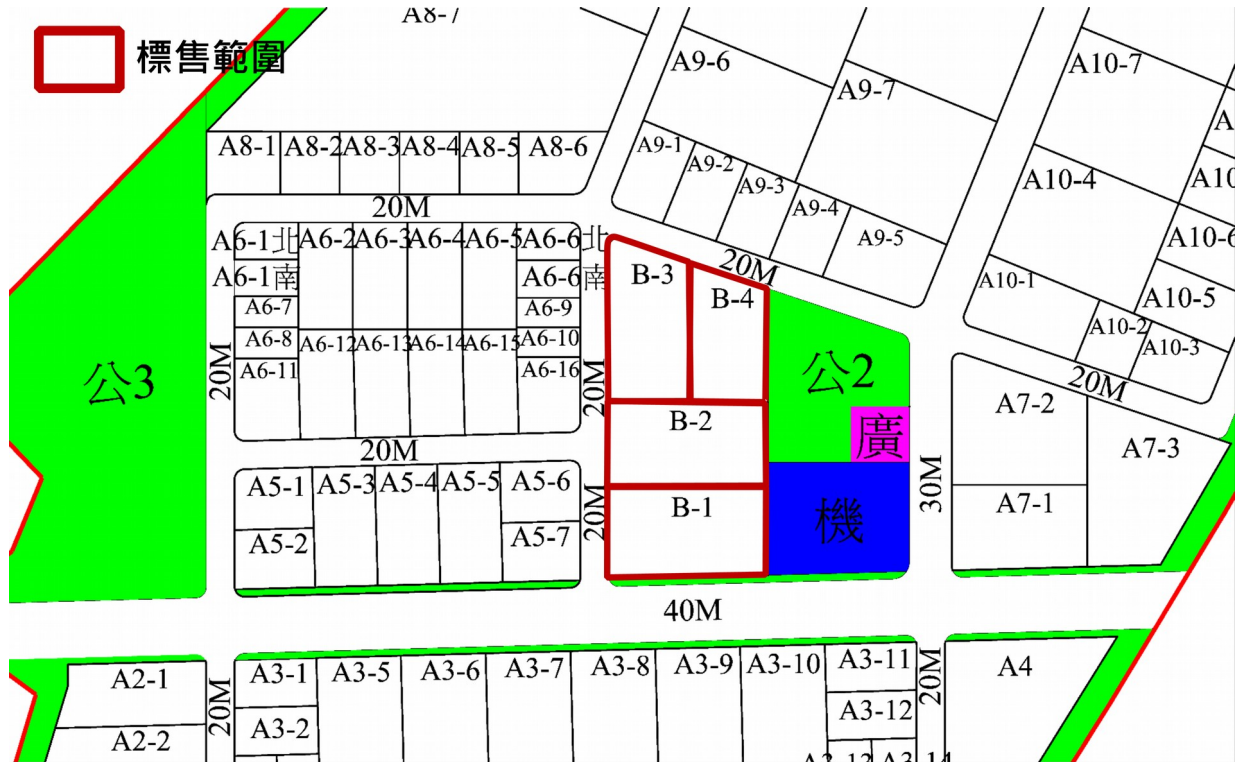 標售範圍
A8-7
A9-6
A9-7
A10-7
A8-1
A8-2
A8-3
A8-4
A8-5
A8-6
A9-1
A9-2
A9-3
A9-4
A9-5
A10-4
A10-6
A10-5
A10-1
A10-2
A10-3
20M
20M
20M
A6-1北
A6-2
A6-3
A6-4
A6-5
A6-6北
A6-1南
A6-6南
A6-7
A6-9
A6-8
A6-12
A6-13
A6-14
A6-15
A6-10
A6-11
A6-16
20M
20M
20M
公3
B-3
B-4
B-2
B-1
公2
廣
機
30M
A7-2
A7-3
A7-1
A5-1
A5-3
A5-4
A5-5
A5-6
A5-2
A5-7
20M
40M
A2-1
A2-2
20M
A3-1
A3-2
A3-5
A3-6
A3-7
A3-8
A3-9
A3-10
A3-11
A3-12
20M
A4